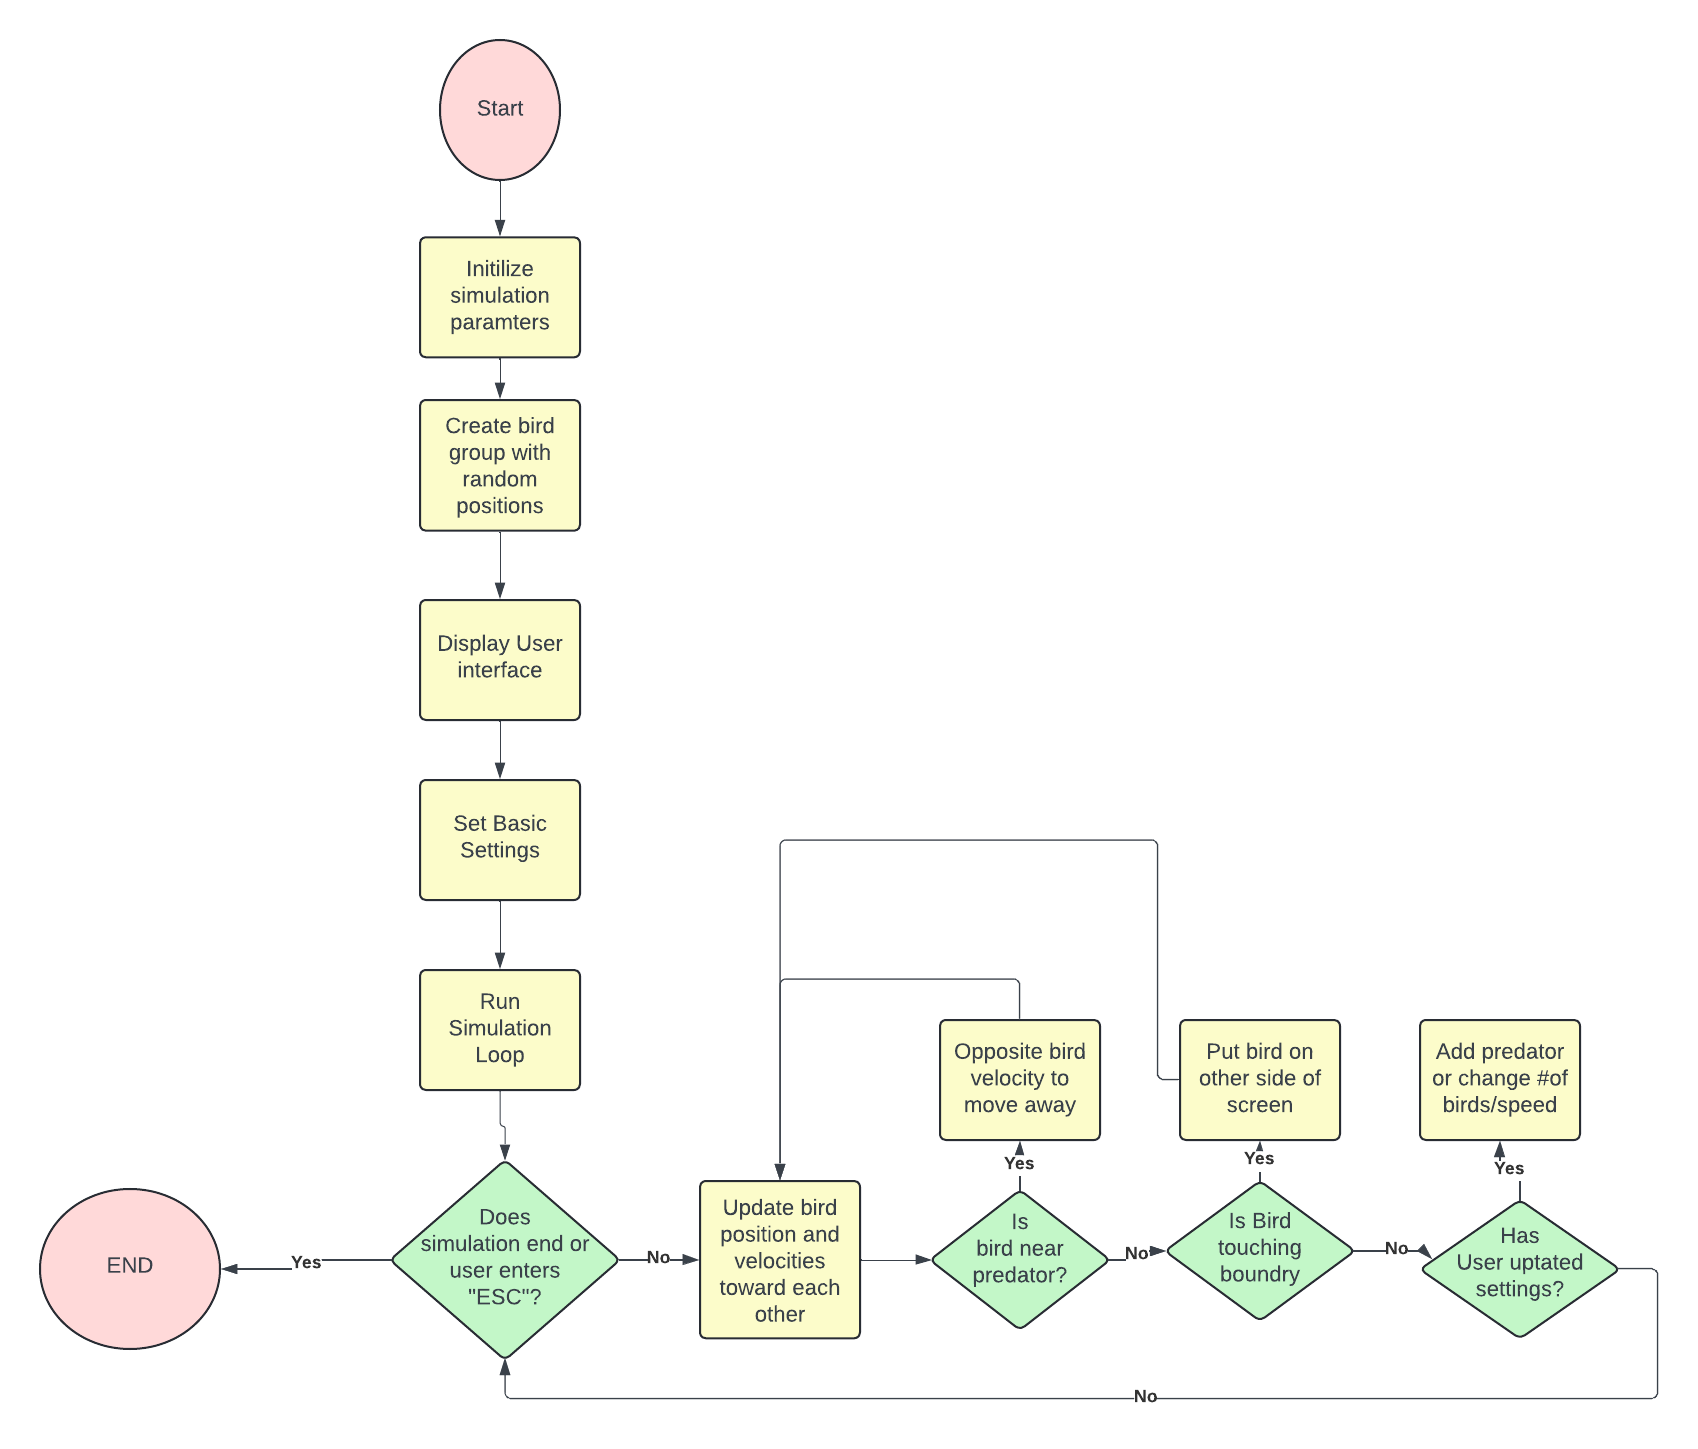 Start
Initilize
simulation
paramters
Create bird
group with
random
positions
Display User
interface
Set Basic
Settings
Run
Simulation
Loop
Does
simulation end or
user enters
"ESC"?
Yes
END
No
Update bird
position and
velocities
toward each
other
Is
bird near
predator?
Yes
Opposite bird
velocity to
move away
No
Is Bird
touching
boundry
Yes
Put bird on
other side of
screen
No
Has
User uptated
settings?
Yes
Add predator
or change #of
birds/speed
No